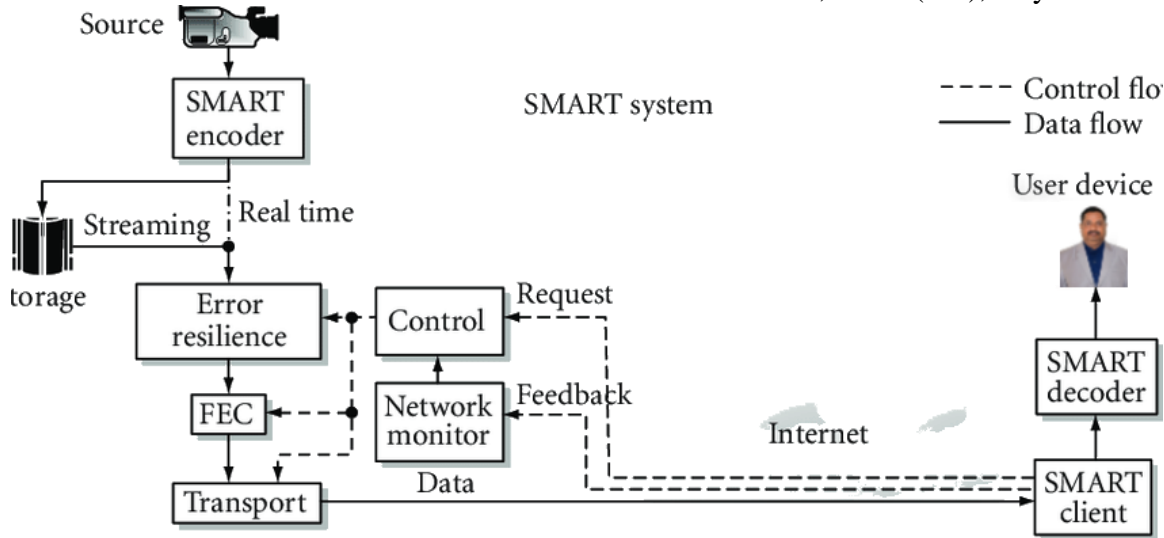 Source
SMART
encoder
SMART system
Control flo
Data flow
User device
Streaming
Real time
torage
Error
resilience
Control
Request
SMART
decoder
FEC
Network
monitor
Feedback
Internet
Transport
Data
SMART
client